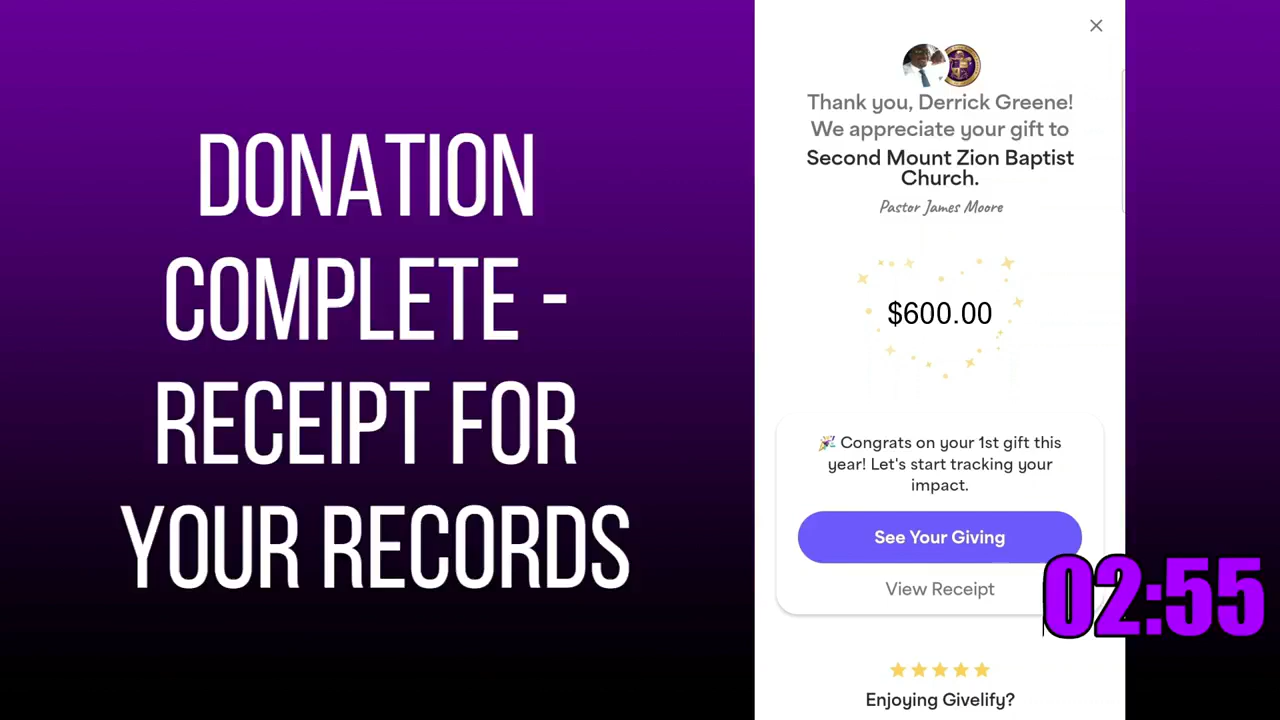 DONATION
COMPLETE -
RECEIPT FOR
YOUR RECORDS
Thank you, Derrick Greene!
We appreciate your gift to
Second Mount Zion Baptist
Church.
Pastor James Moore
$600.00
🎉 Congrats on your 1st gift this
year! Let's start tracking your
impact.
See Your Giving
View Receipt
02:55
Enjoying Givelify?